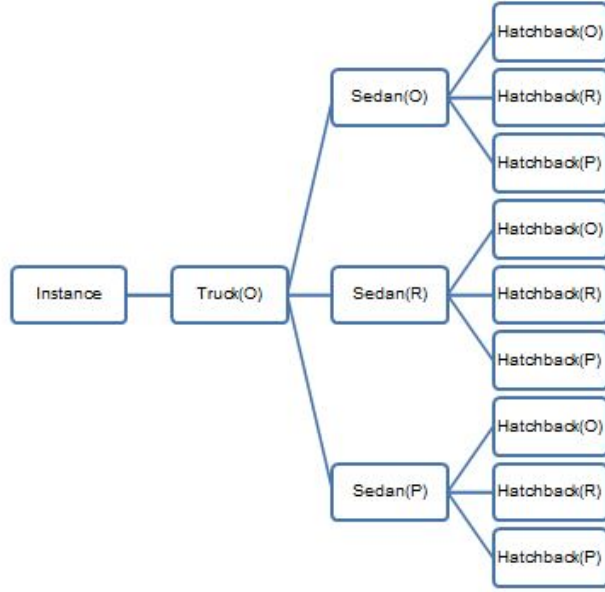 Hatchback(O)
Sedan(O)
Hatchback(R)
Hatchback(P)
Hatchback(O)
Instance
Truck(O)
Sedan(R)
Hatchback(R)
Hatchback(P)
Hatchback(O)
Sedan(P)
Hatchback(R)
Hatchback(P)